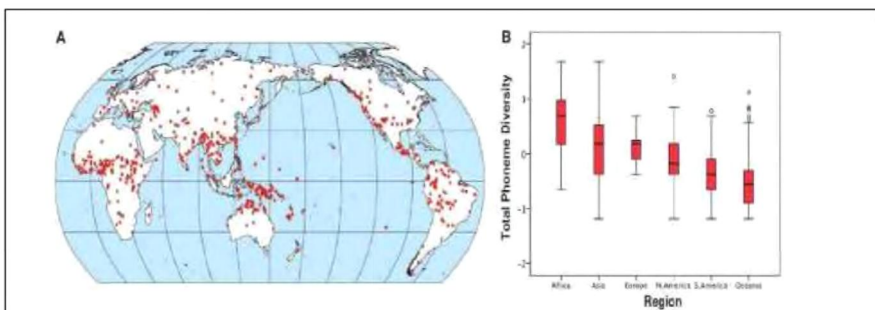 A
B
Total Phoneme Diversity
2
1
0
-1
-2
Africa
Asia
Europe
N.America
S.America
Oceania
Region